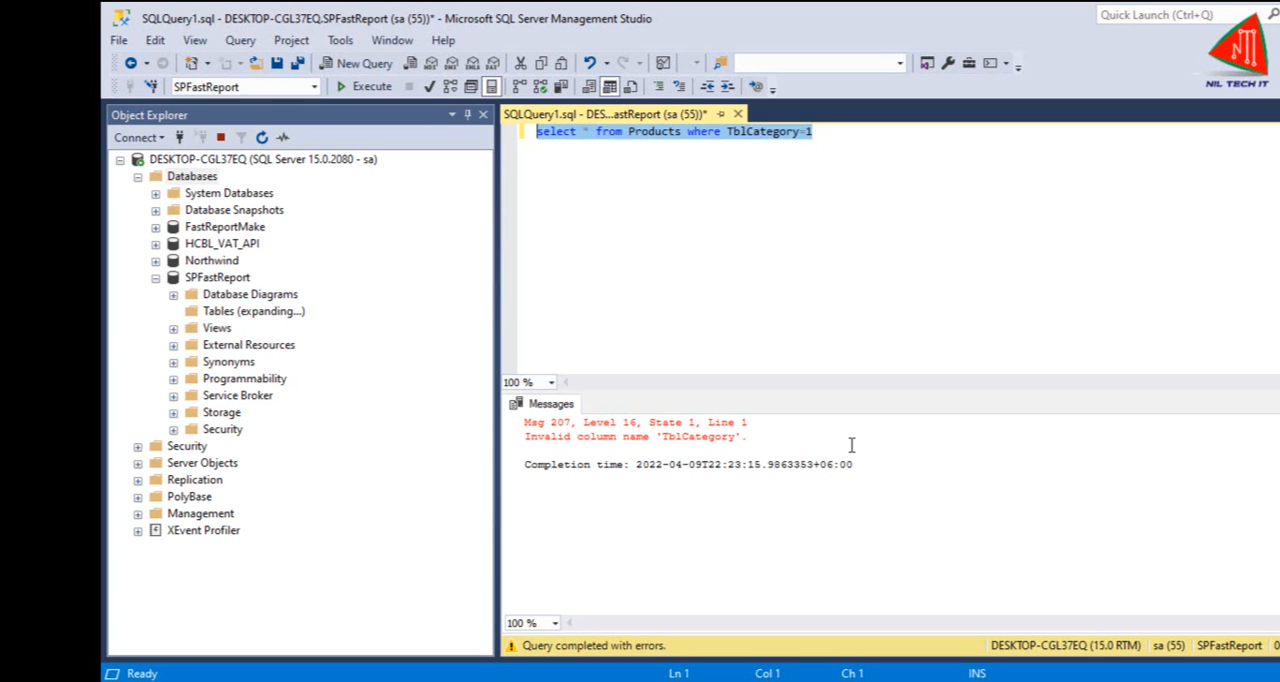 SQLQuery1.sql - DESKTOP-CGL37EQ.SPFastReport (sa (55))* - Microsoft SQL Server Management Studio
Quick Launch (Ctrl+Q)
File Edit View Query Project Tools Window Help
NIL TECH IT
New Query
SPFastReport
Execute
Object Explorer
SQLQuery1.sql - DES...astReport (sa (55))*
Connect
select * from Products where TblCategory=1
DESKTOP-CGL37EQ (SQL Server 15.0.2080 - sa)
Databases
System Databases
Database Snapshots
FastReportMake
HCBL_VAT_API
Northwind
SPFastReport
Database Diagrams
Tables (expanding...)
Views
External Resources
Synonyms
Programmability
Service Broker
Storage
Security
Security
Server Objects
Replication
PolyBase
Management
XEvent Profiler
100 %
Messages
Msg 207, Level 16, State 1, Line 1
Invalid column name 'TblCategory'.
Completion time: 2022-04-09T22:23:15.9863353+06:00
100 %
Query completed with errors.
DESKTOP-CGL37EQ (15.0 RTM)
sa (55)
SPFastReport
Ready
Ln 1
Col 1
Ch 1
INS